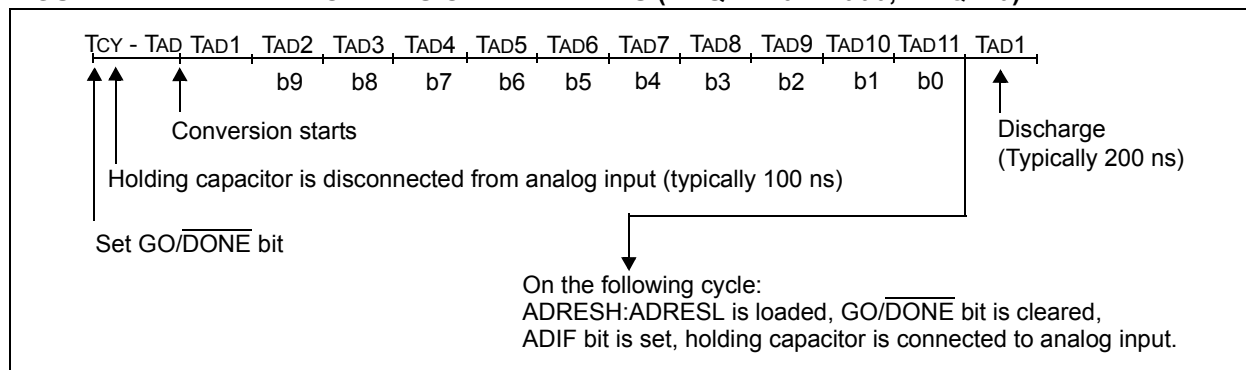 TCY - TAD TAD1 TAD2 TAD3 TAD4 TAD5 TAD6 TAD7 TAD8 TAD9 TAD10 TAD11 TAD1
b9 b8 b7 b6 b5 b4 b3 b2 b1 b0
Conversion starts
Discharge
(Typically 200 ns)
Holding capacitor is disconnected from analog input (typically 100 ns)
Set GO/DONE bit
On the following cycle:
ADRESH:ADRESL is loaded, GO/DONE bit is cleared,
ADIF bit is set, holding capacitor is connected to analog input.